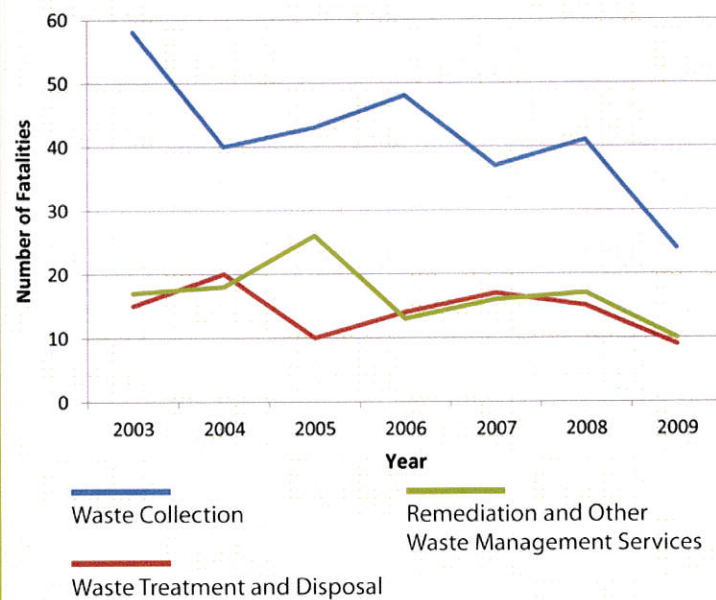 60
50
40
30
20
10
0
Number of Fatalities
2003 2004 2005 2006 2007 2008 2009
Year
Waste Collection
Remediation and Other
Waste Management Services
Waste Treatment and Disposal